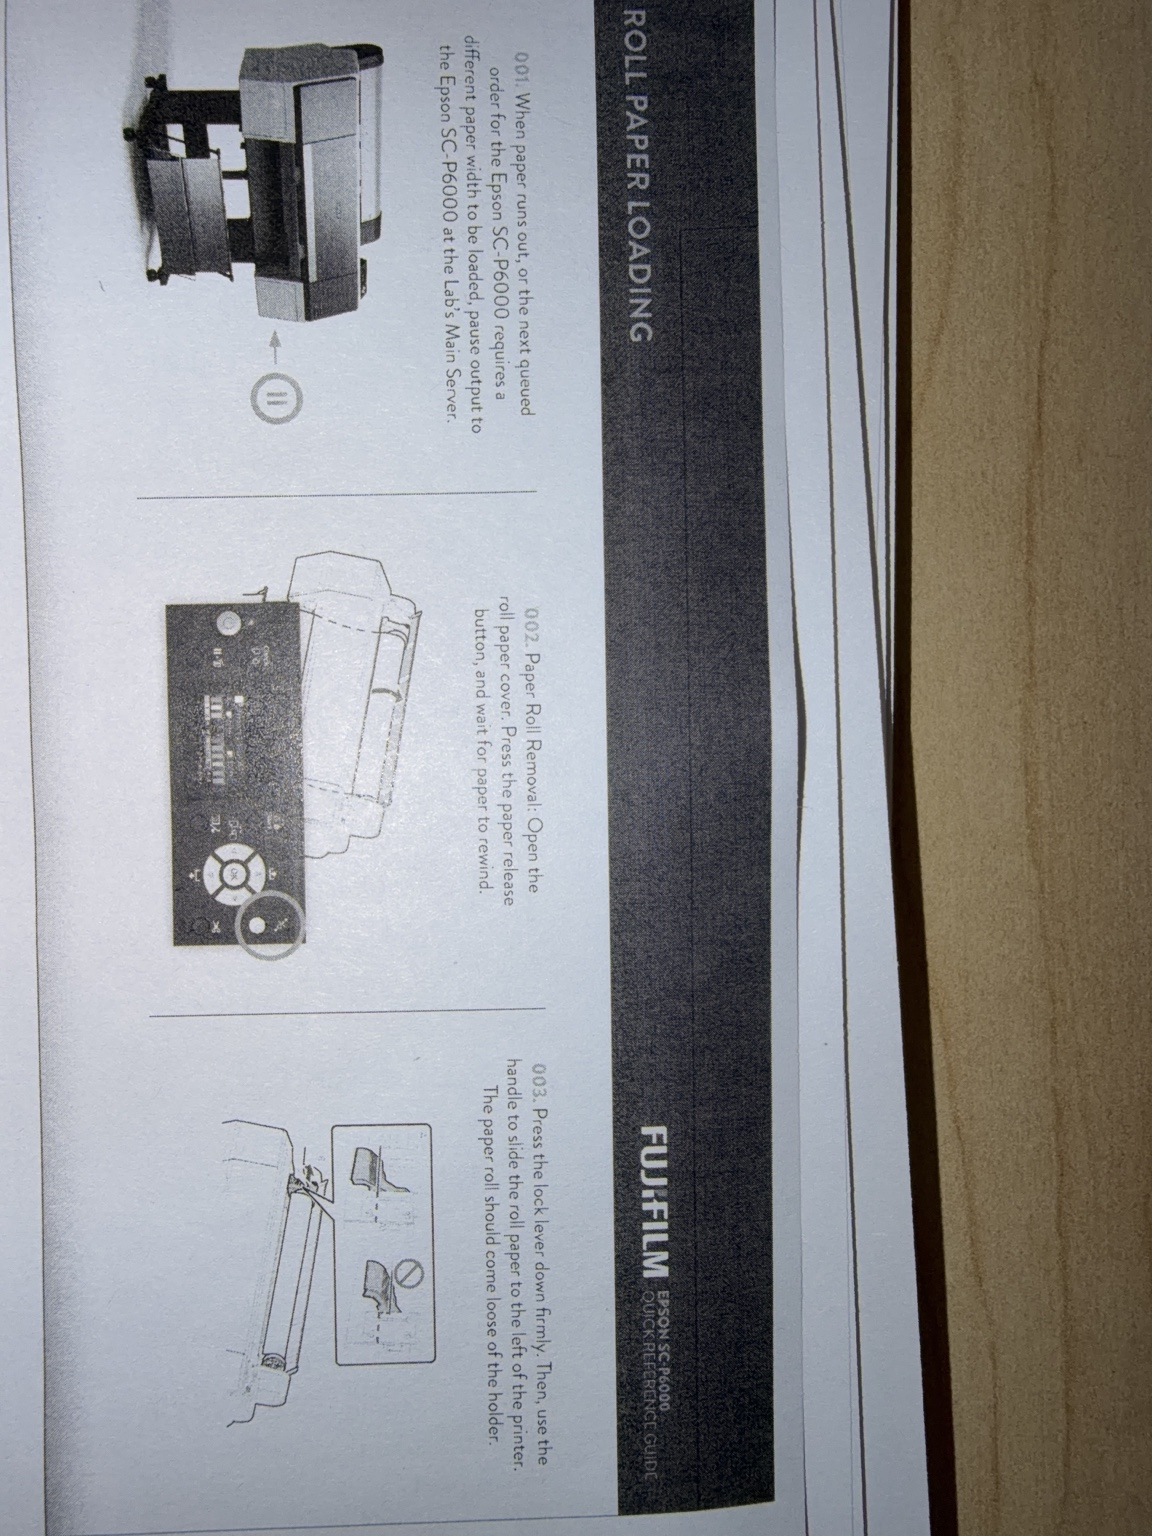 ROLL PAPER LOADING
FUJIFILM
EPSON SC-P6000
QUICK REFERENCE GUIDE
001. When paper runs out, or the next queued
order for the Epson SC-P6000 requires a
different paper width to be loaded, pause output to
the Epson SC-P6000 at the Lab's Main Server.
002. Paper Roll Removal: Open the
roll paper cover. Press the paper release
button, and wait for paper to rewind.
OK
003. Press the lock lever down firmly. Then, use the
handle to slide the roll paper to the left of the printer.
The paper roll should come loose of the holder.